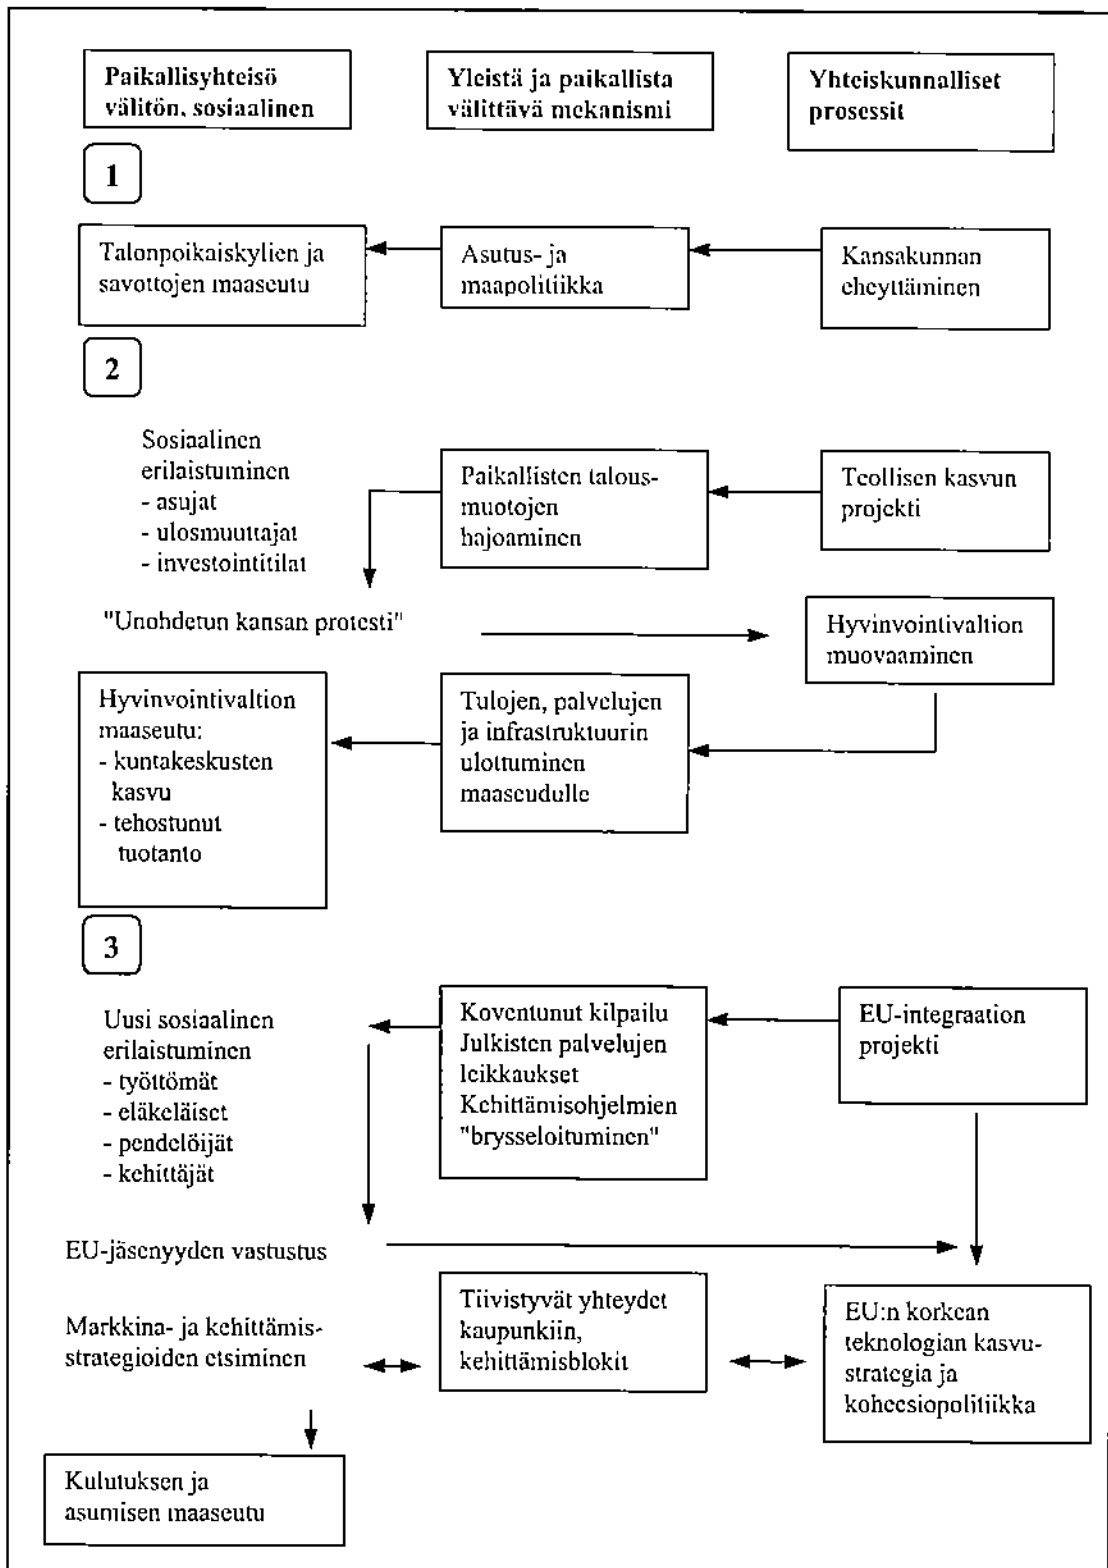 Paikallisyhteisö
välitön, sosiaalinen
Yleistä ja paikallista
välittävä mekanismi
Yhteiskunnalliset
prosessit
1
Talonpoikaiskylien ja
savottojen maaseutu
Asutus- ja
maapolitiikka
Kansakunnan
eheyttäminen
2
Sosiaalinen
erilaistuminen
- asujat
- ulosmuuttajat
- investointitilat
Paikallisten talous-
muotojen
hajoaminen
Teollisen kasvun
projekti
"Unohdetun kansan protesti"
Hyvinvointivaltion
muovaaminen
Hyvinvointivaltion
maaseutu:
- kuntakeskusten
kasvu
- tehostunut
tuotanto
Tulojen, palvelujen
ja infrastruktuurin
ulottuminen
maaseudulle
3
Uusi sosiaalinen
erilaistuminen
- työttömät
- eläkeläiset
- pendelöijät
- kehittäjät
Koventunut kilpailu
Julkisten palvelujen
leikkaukset
Kehittämisohjelmien
"brysseloituminen"
EU-integraation
projekti
EU-jäsenyyden vastustus
Markkina- ja kehittämis-
strategioiden etsiminen
Tiivistyvät yhteydet
kaupunkiin,
kehittämisblokit
EU:n korkean
teknologian kasvu-
strategia ja
koheesiopolitiikka
Kulutuksen ja
asumisen maaseutu